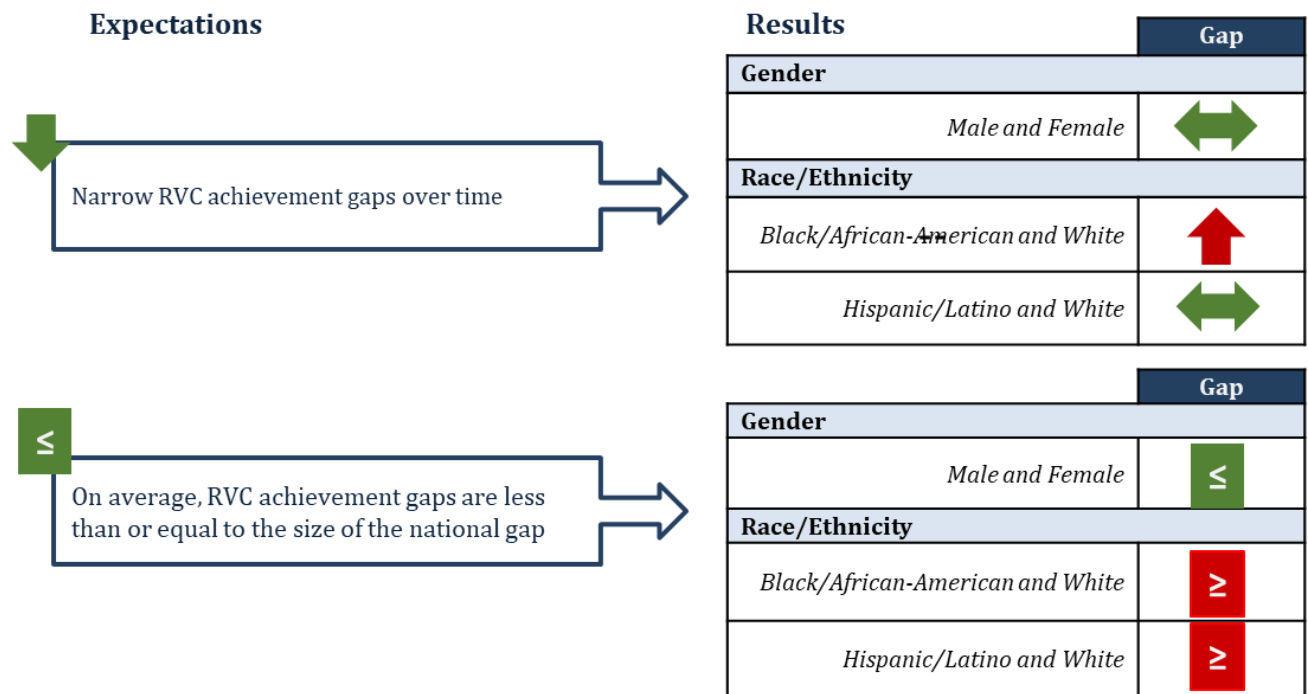 Expectations
Results
Gap
Gender
Male and Female
Narrow RVC achievement gaps over time
Race/Ethnicity
Black/African-American and White
Hispanic/Latino and White
Gap
≤
Gender
On average, RVC achievement gaps are less
than or equal to the size of the national gap
Male and Female
≤
Race/Ethnicity
Black/African-American and White
≥
Hispanic/Latino and White
≥